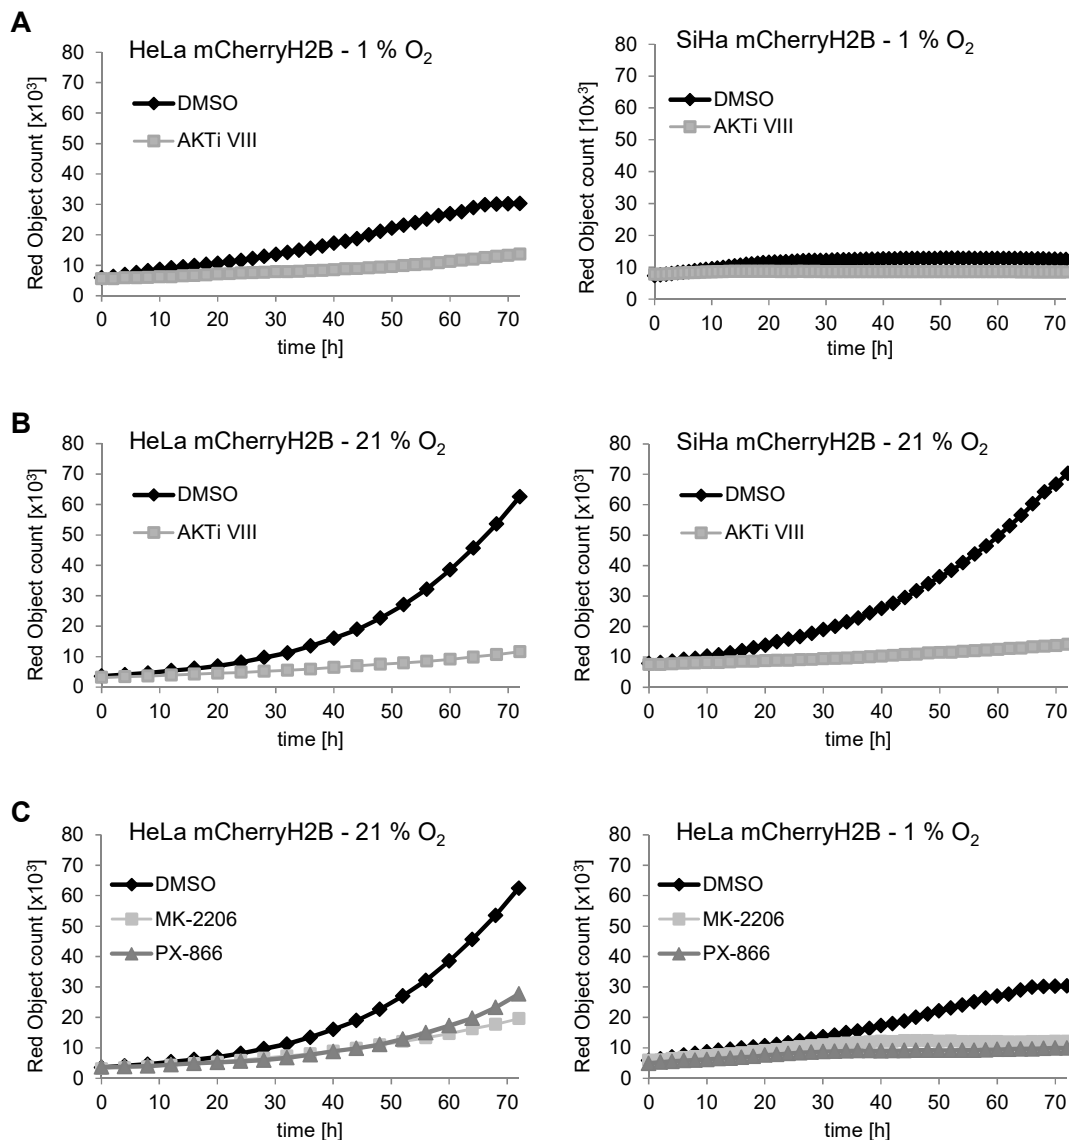 A
HeLa mCherryH2B - 1 % O2
Red Object count [x103]
80
70
60
50
40
30
20
10
0
DMSO
AKTi VIII
0 10 20 30 40 50 60 70
time [h]
SiHa mCherryH2B - 1 % O2
Red Object count [10x3]
80
70
60
50
40
30
20
10
0
DMSO
AKTi VIII
0 10 20 30 40 50 60 70
time [h]
B
HeLa mCherryH2B - 21 % O2
Red Object count [x103]
80
70
60
50
40
30
20
10
0
DMSO
AKTi VIII
0 10 20 30 40 50 60 70
time [h]
SiHa mCherryH2B - 21 % O2
Red Object count [x103]
80
70
60
50
40
30
20
10
0
DMSO
AKTi VIII
0 10 20 30 40 50 60 70
time [h]
C
HeLa mCherryH2B - 21 % O2
Red Object count [x103]
80
70
60
50
40
30
20
10
0
DMSO
MK-2206
PX-866
0 10 20 30 40 50 60 70
time [h]
HeLa mCherryH2B - 1 % O2
Red Object count [x103]
80
70
60
50
40
30
20
10
0
DMSO
MK-2206
PX-866
0 10 20 30 40 50 60 70
time [h]